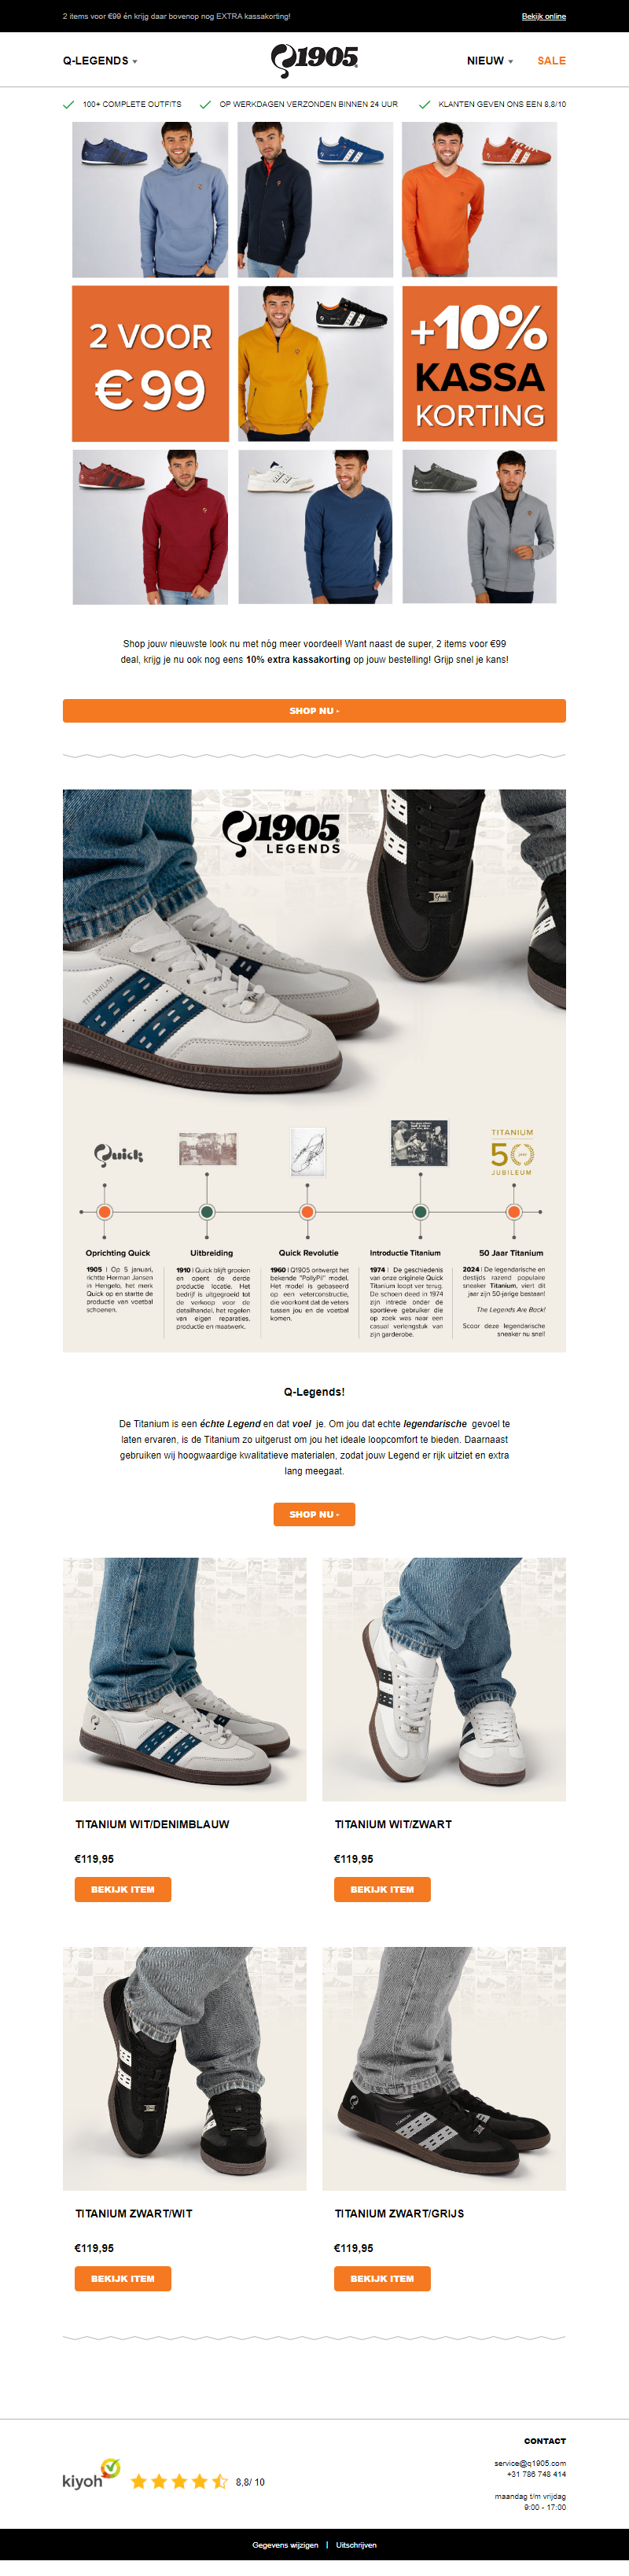 2 items voor €99 én krijg daar bovenop nog EXTRA kassakorting!
Bekijk online
Q-LEGENDS
1905
NIEUW
SALE
100+ COMPLETE OUTFITS
OP WERKDAGEN VERZONDEN BINNEN 24 UUR
KLANTEN GEVEN ONS EEN 8,8/10
2 VOOR
€99
+10%
KASSA
KORTING
Shop jouw nieuwste look nu met nóg meer voordeel! Want naast de super, 2 items voor €99
deal, krijg je nu ook nog eens 10% extra kassakorting op jouw bestelling! Grijp snel je kans!
SHOP NU
1905
LEGENDS
TITANIUM
Quick
TITANIUM
50
JUBILEUM
Oprichting Quick
1905 | Op 5 januari,
richtte Herman Jansen
in Hengelo, het merk
Quick op en startte de
productie van voetbal
schoenen.
Uitbreiding
1910 | Quick blijft groeien
en opent de derde
productie locatie. Het
bedrijf is uitgegroeid tot
de verkoop voor de
detailhandel, het regelen
van eigen reparaties,
productie en maatwerk.
Quick Revolutie
1960 | Q1905 ontwierp het
bekende "PollyPil" model.
Het model is gebaseerd
op een veterconstructie,
die voorkomt dat de veters
tussen jou en de voetbal
komen.
Introductie Titanium
1974 | De geschiedenis
van onze originele Quick
Titanium loopt ver terug.
De schoen deed in 1974
zijn intrede onder de
sportieve gebruiker die
op zoek was naar een
casual verlengstuk van
zijn garderobe.
50 Jaar Titanium
2024 | De legendarische en
destijds razend populaire
sneaker Titanium, viert dit
jaar zijn 50-jarige bestaan!
The Legends Are Back!
Scoor deze legendarische
sneaker nu snel!
Q-Legends!
De Titanium is een échte Legend en dat voel je. Om jou dat echte legendarische gevoel te
laten ervaren, is de Titanium zo uitgerust om jou het ideale loopcomfort te bieden. Daarnaast
gebruiken wij hoogwaardige kwalitatieve materialen, zodat jouw Legend er rijk uitziet en extra
lang meegaat.
SHOP NU
TITANIUM WIT/DENIMBLAUW
€119,95
BEKIJK ITEM
TITANIUM WIT/ZWART
€119,95
BEKIJK ITEM
TITANIUM ZWART/WIT
€119,95
BEKIJK ITEM
TITANIUM ZWART/GRIJS
€119,95
BEKIJK ITEM
kiyoh
8,8/ 10
CONTACT
service@q1905.com
+31 786 748 414
maandag t/m vrijdag
9:00 - 17:00
Gegevens wijzigen | Uitschrijven